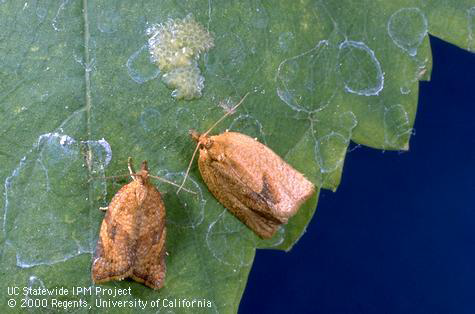 UC Statewide IPM Project
© 2000 Regents, University of California